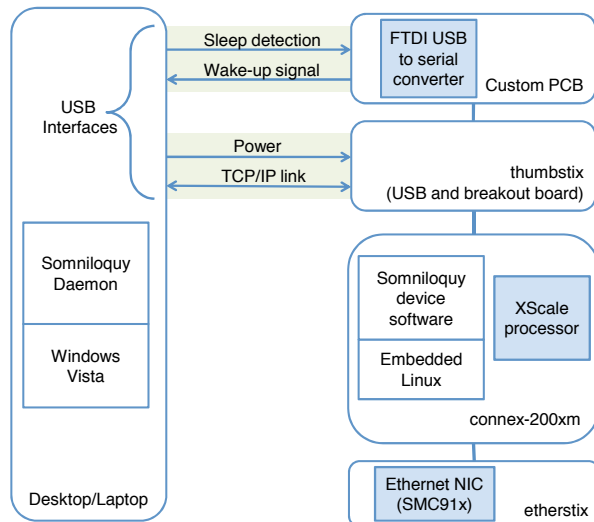 Sleep detection
Wake-up signal
FTDI USB
to serial
converter
Custom PCB
USB
Interfaces
Power
TCP/IP link
thumbstix
(USB and breakout board)
Somniloquy
Daemon
Windows
Vista
Somniloquy
device
software
Embedded
Linux
XScale
processor
connex-200xm
Desktop/Laptop
Ethernet NIC
(SMC91x)
etherstix